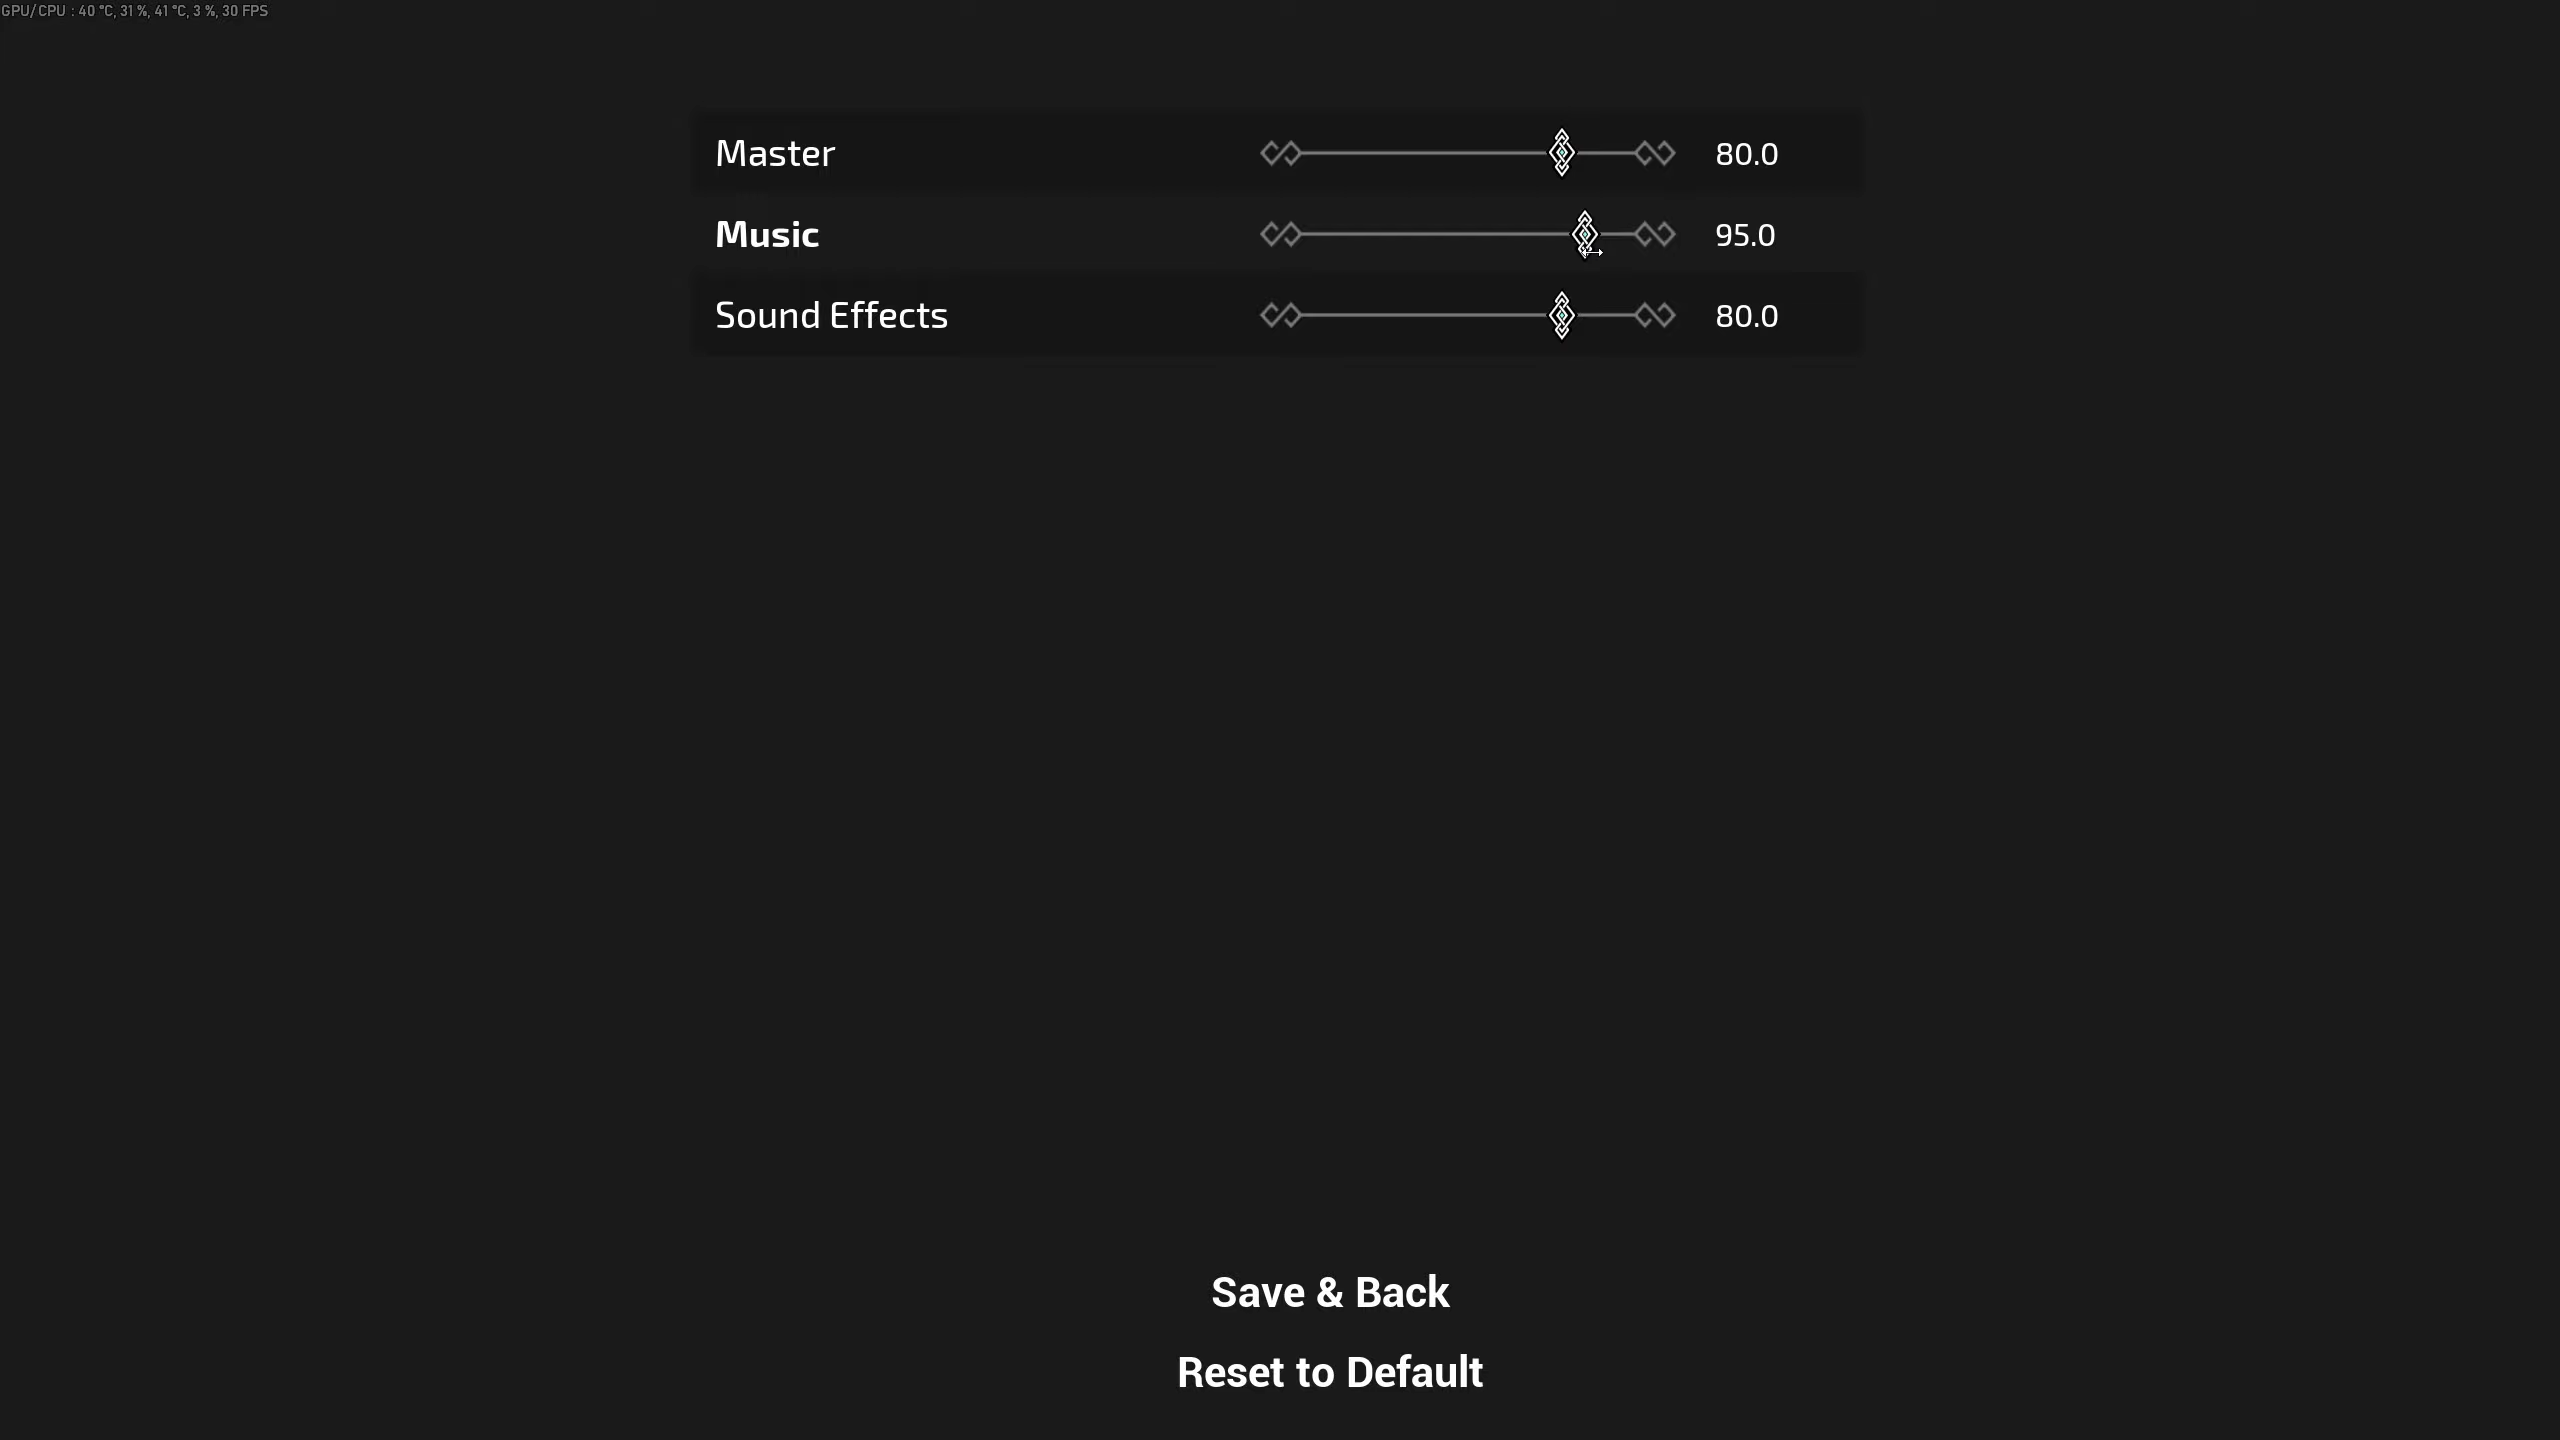 GPU/CPU : 40 °C, 31 %, 41 °C, 3 %, 30 FPS
Master 80.0
Music 95.0
Sound Effects 80.0
Save & Back
Reset to Default